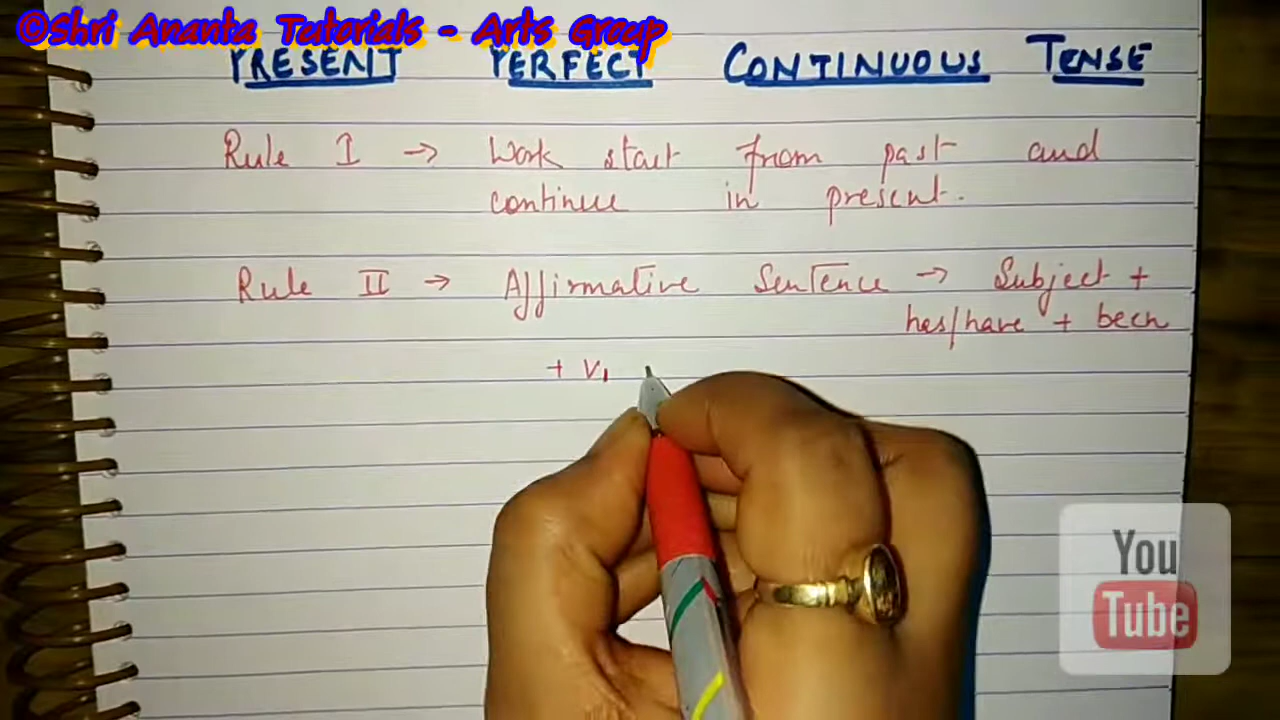 ©Shri Ananta Tutorials - Arts Group
PRESENT PERFECT CONTINUOUS TENSE
Rule I → Work start from past and
continue in present.
Rule II → Affirmative Sentence → Subject +
has/have + been
+ V1
You
Tube